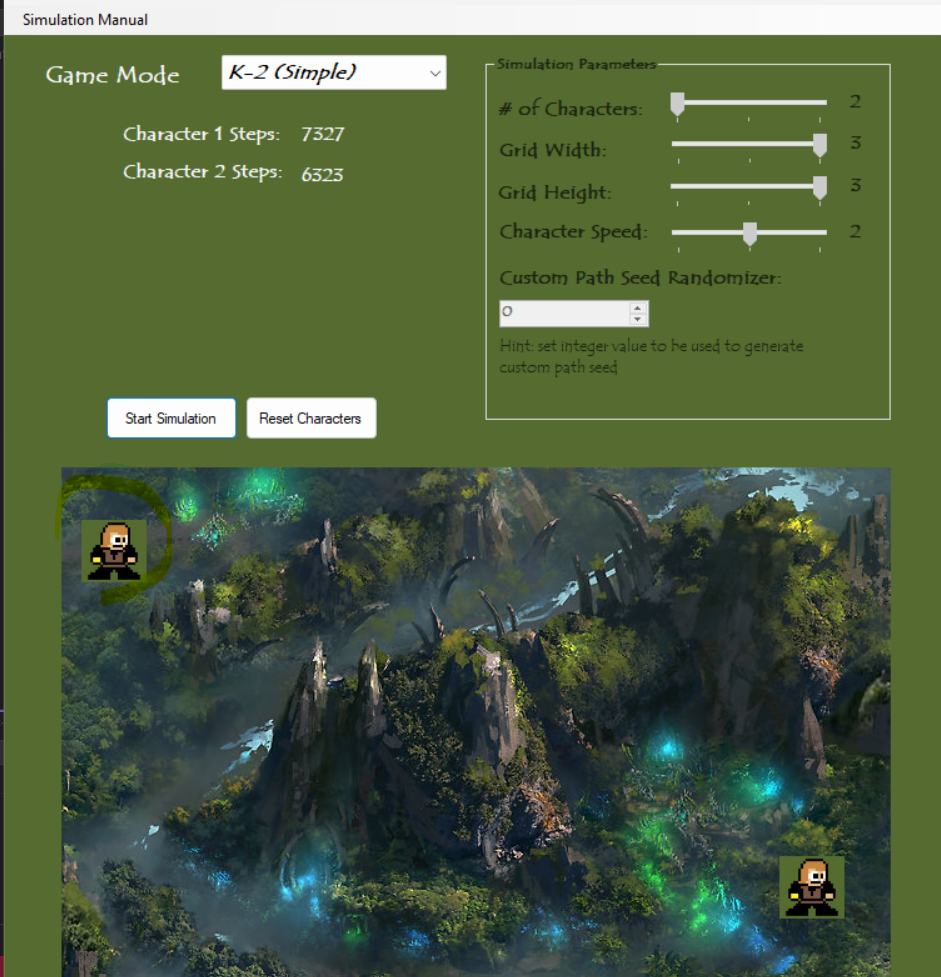 Simulation Manual
Game Mode
K-2 (Simple)
Character 1 Steps: 7327
Character 2 Steps: 6323
Simulation Parameters
# of Characters: 2
Grid Width: 3
Grid Height: 3
Character Speed: 2
Custom Path Seed Randomizer:
0
Hint: set integer value to be used to generate
custom path seed
Start Simulation
Reset Characters